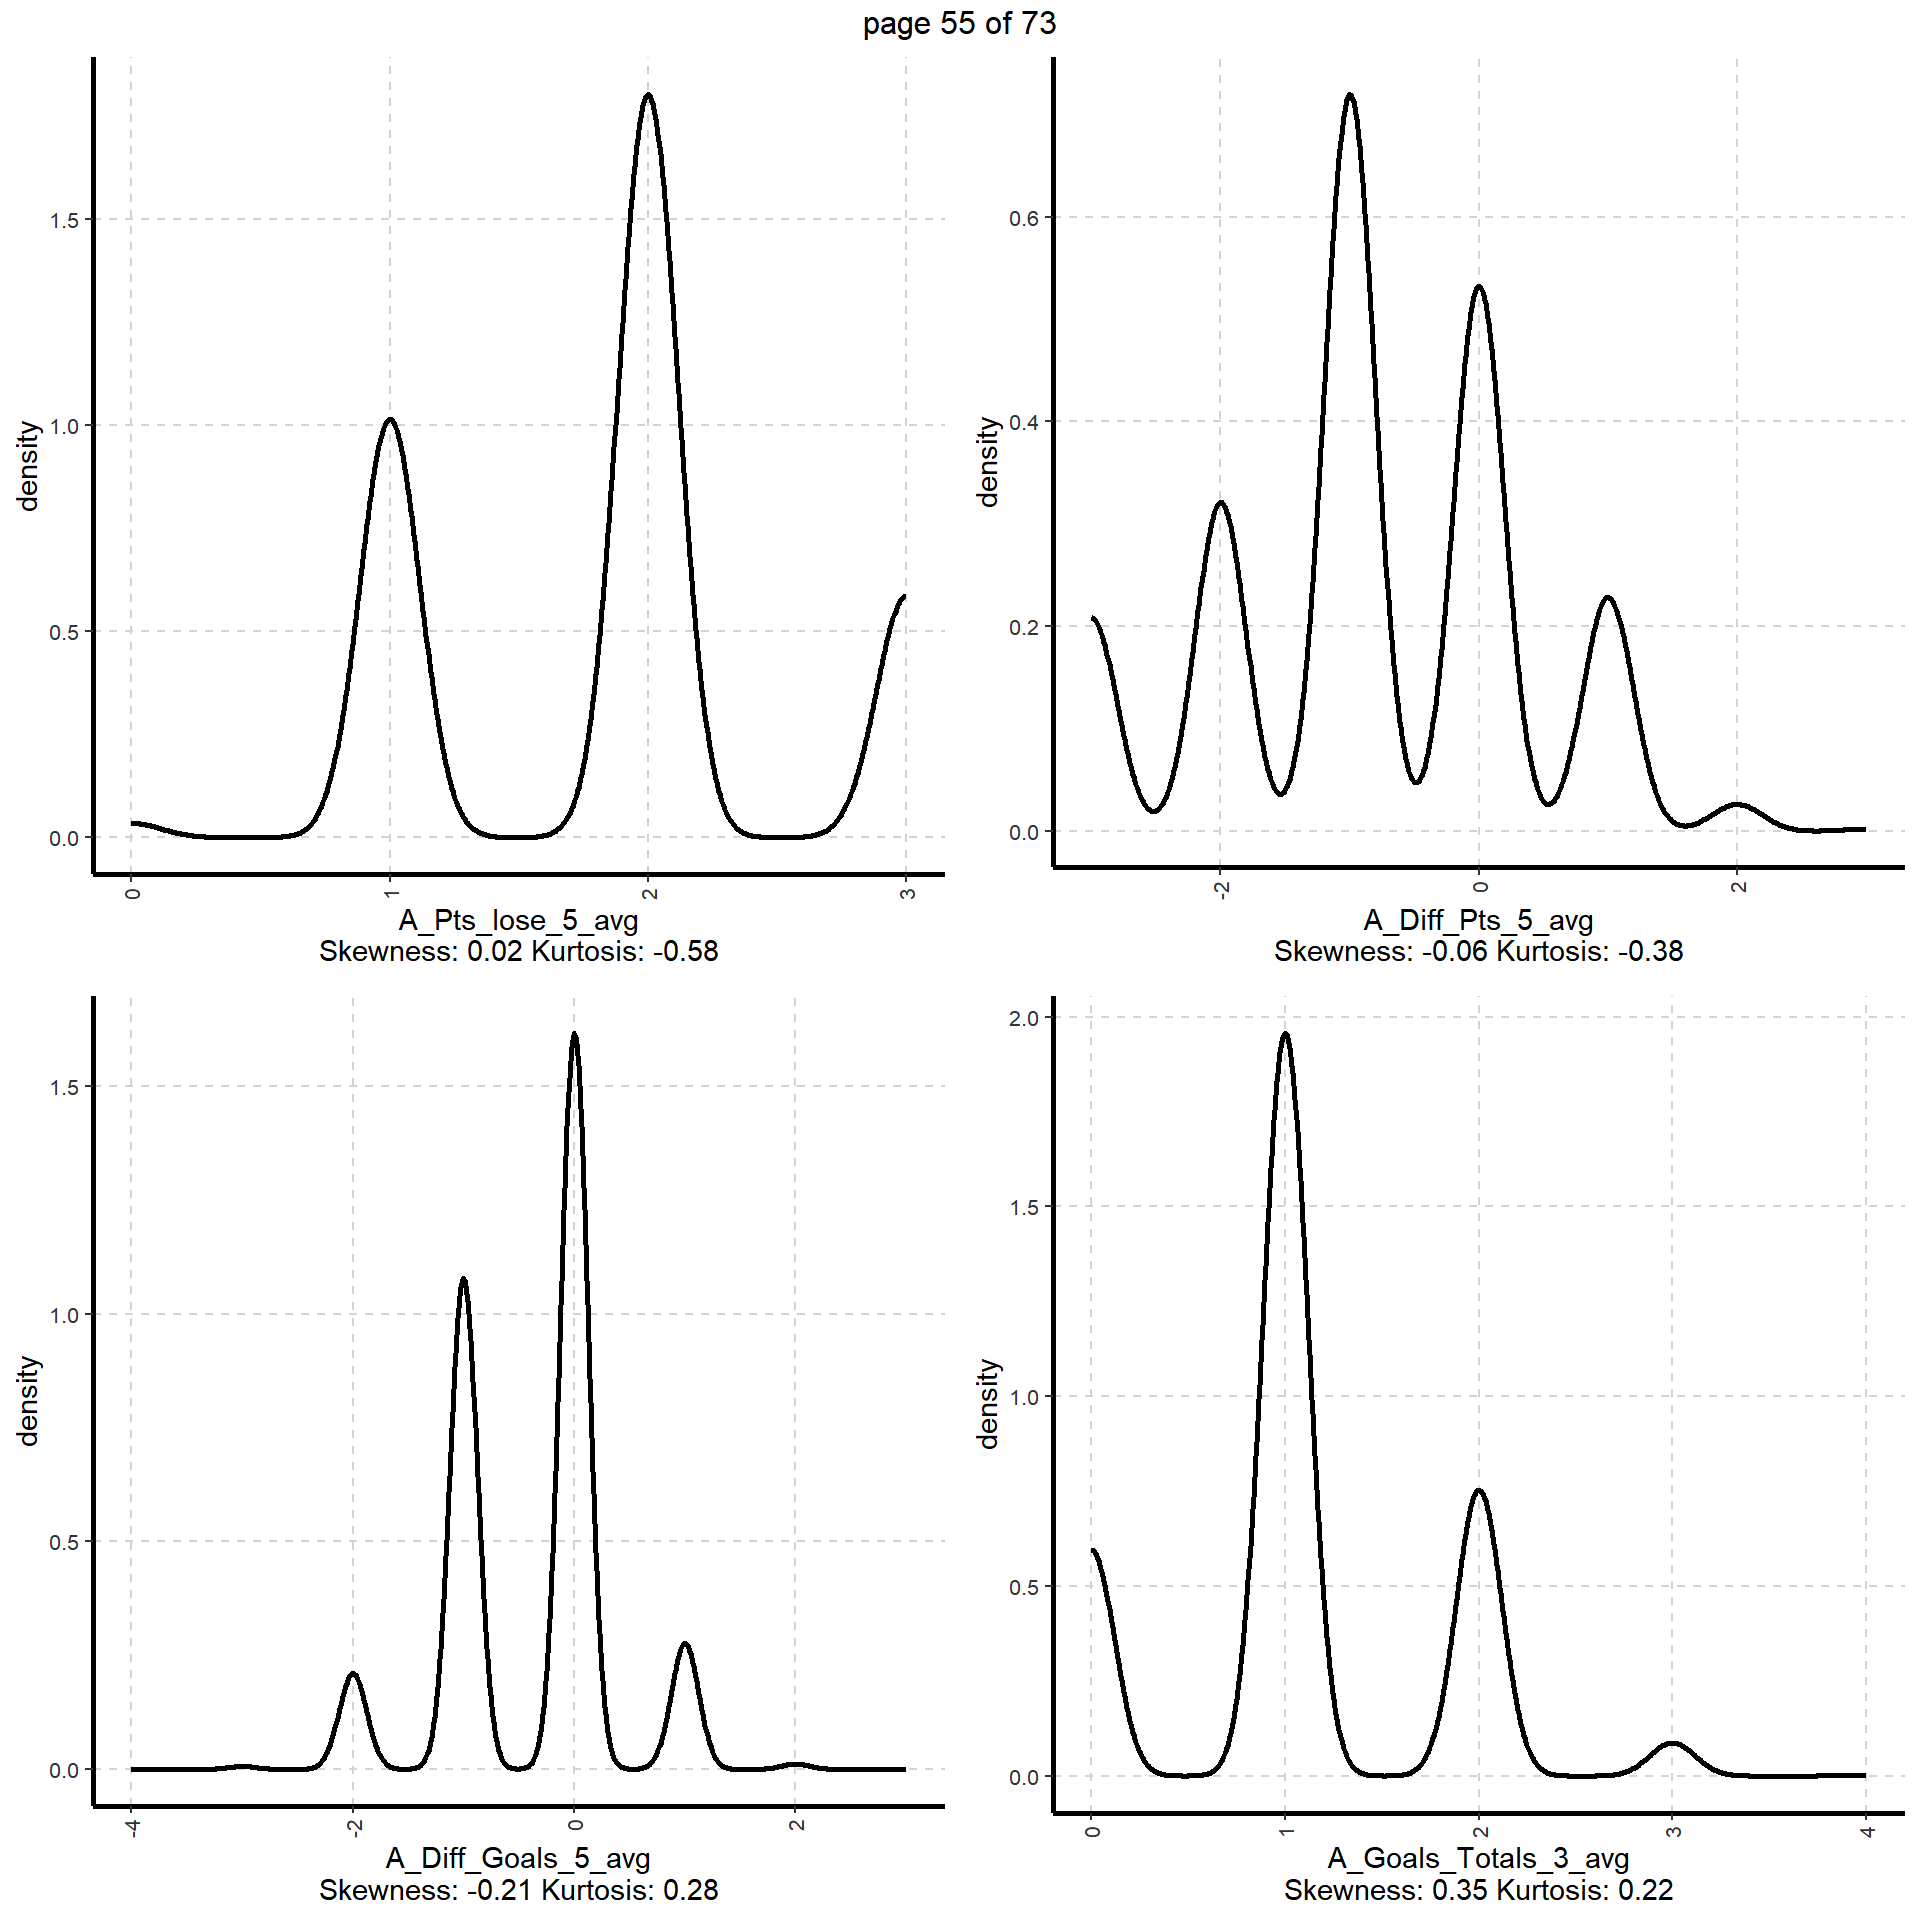 page 55 of 73
density
1.5
1.0
0.5
0.0
0 1 2 3
A_Pts_lose_5_avg
Skewness: 0.02 Kurtosis: -0.58
density
0.6
0.4
0.2
0.0
-2 0 2
A_Diff_Pts_5_avg
Skewness: -0.06 Kurtosis: -0.38
density
1.5
1.0
0.5
0.0
-4 -2 0 2
A_Diff_Goals_5_avg
Skewness: -0.21 Kurtosis: 0.28
density
2.0
1.5
1.0
0.5
0.0
0 1 2 3 4
A_Goals_Totals_3_avg
Skewness: 0.35 Kurtosis: 0.22